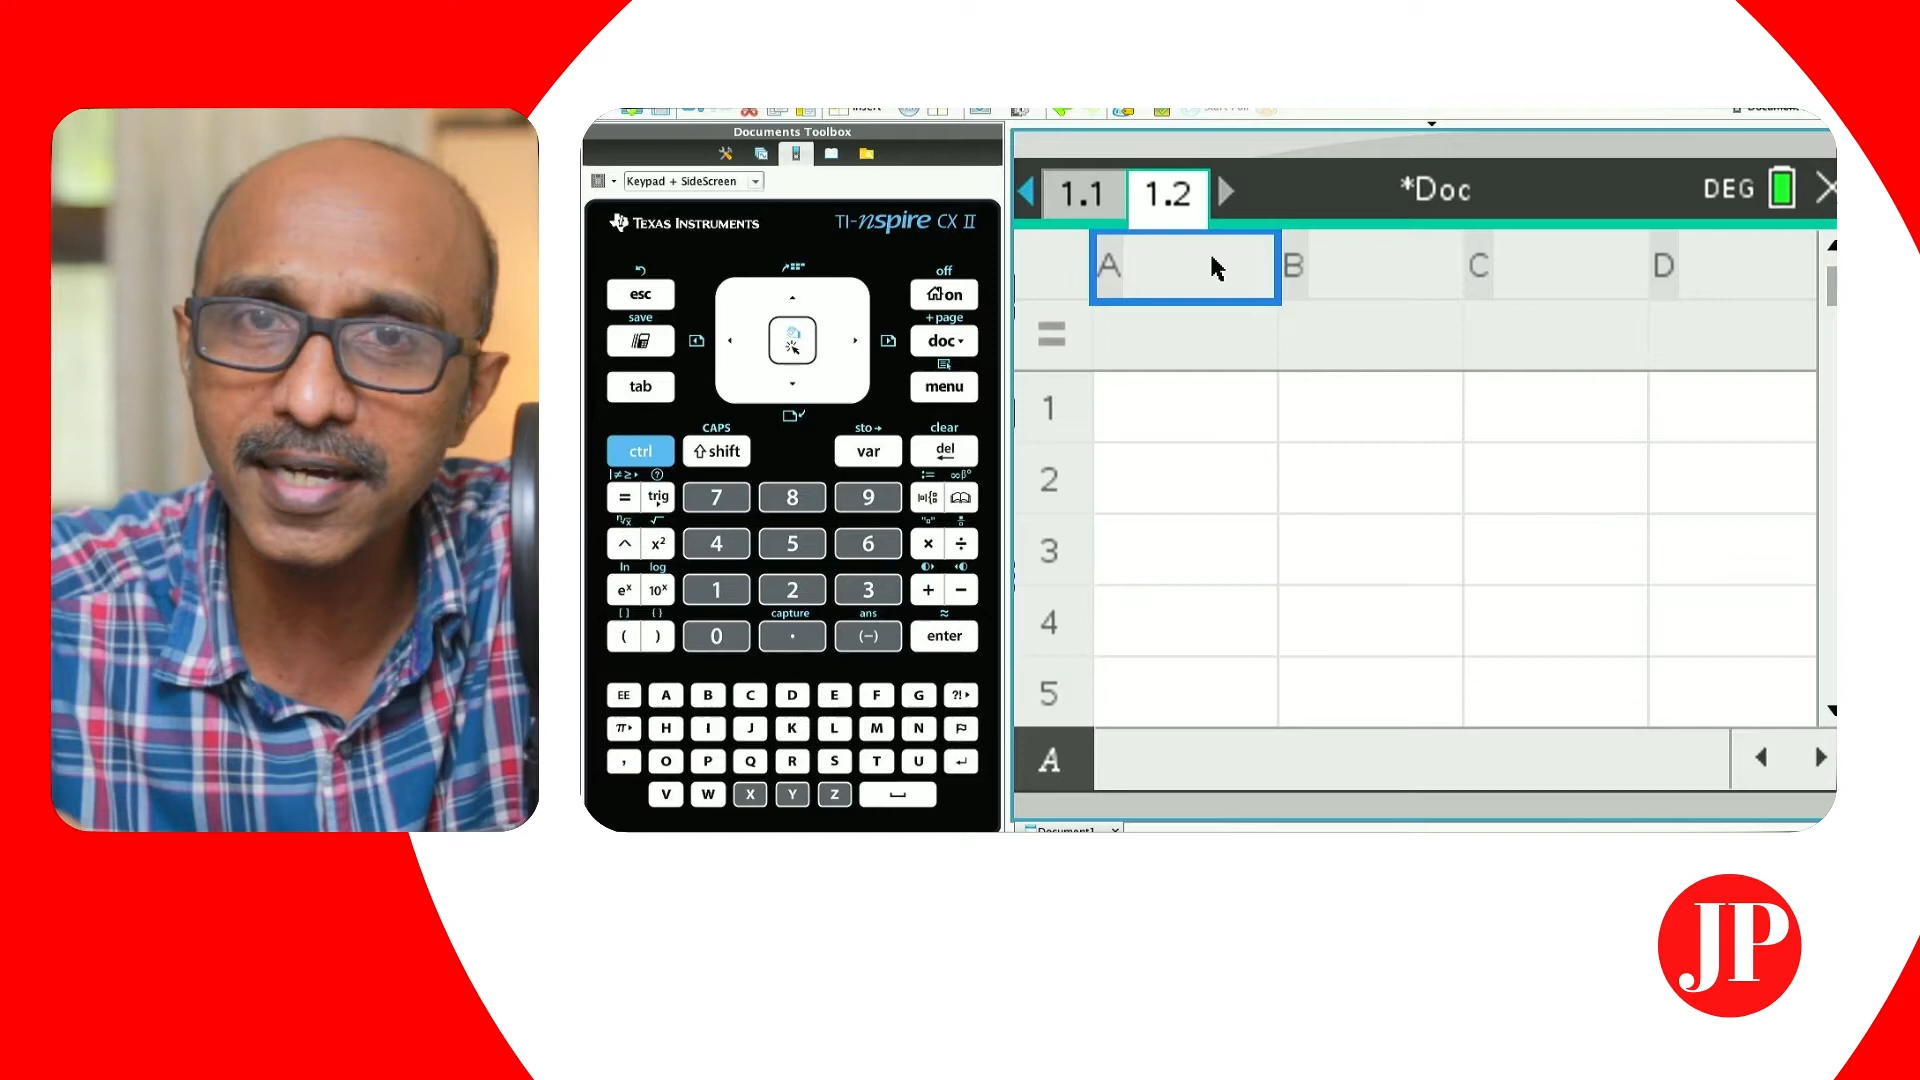 Documents Toolbox
Keypad + SideScreen
TEXAS INSTRUMENTS
TI-nspire CX II
off
esc
on
save
+ page
doc
tab
menu
CAPS
sto→
clear
ctrl
⇧shift
var
del
|≠≥▸ ?
:= ∞β°
=
trig
7
8
9
ⁿ√x √
^
x²
4
5
6
×
÷
ln
log
eˣ
10ˣ
1
2
3
+
−
[ ]
{ }
capture
ans
≈
(
)
0
.
(−)
enter
EE
A
B
C
D
E
F
G
?!▸
π▸
H
I
J
K
L
M
N
,
O
P
Q
R
S
T
U
V
W
X
Y
Z
1.1
1.2
*Doc
DEG
A
B
C
D
=
1
2
3
4
5
A
JP